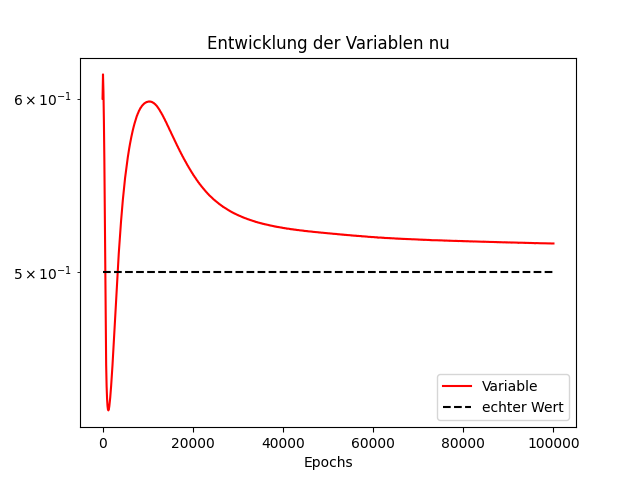 Entwicklung der Variablen nu
6 × 10⁻¹
5 × 10⁻¹
Variable
echter Wert
0 20000 40000 60000 80000 100000
Epochs